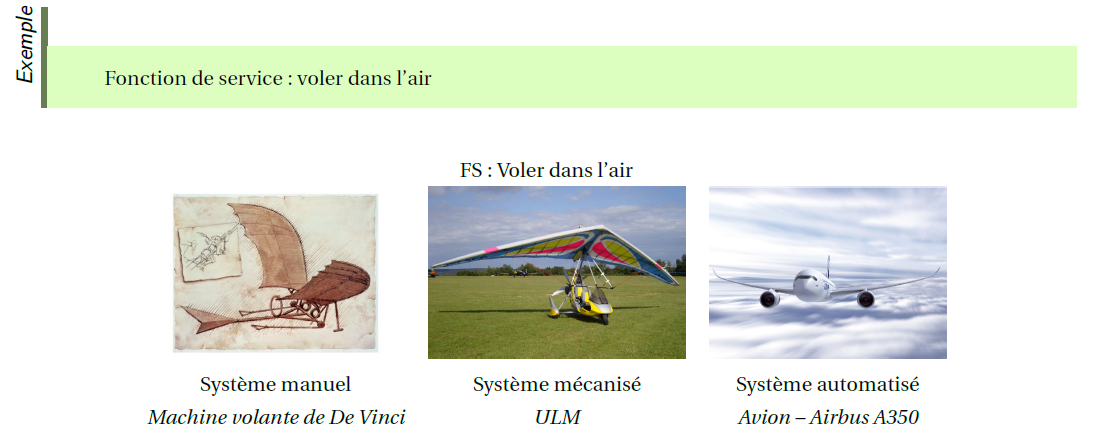 Exemple
Fonction de service : voler dans l’air
FS : Voler dans l’air
Système manuel
Machine volante de De Vinci
Système mécanisé
ULM
Système automatisé
Avion – Airbus A350